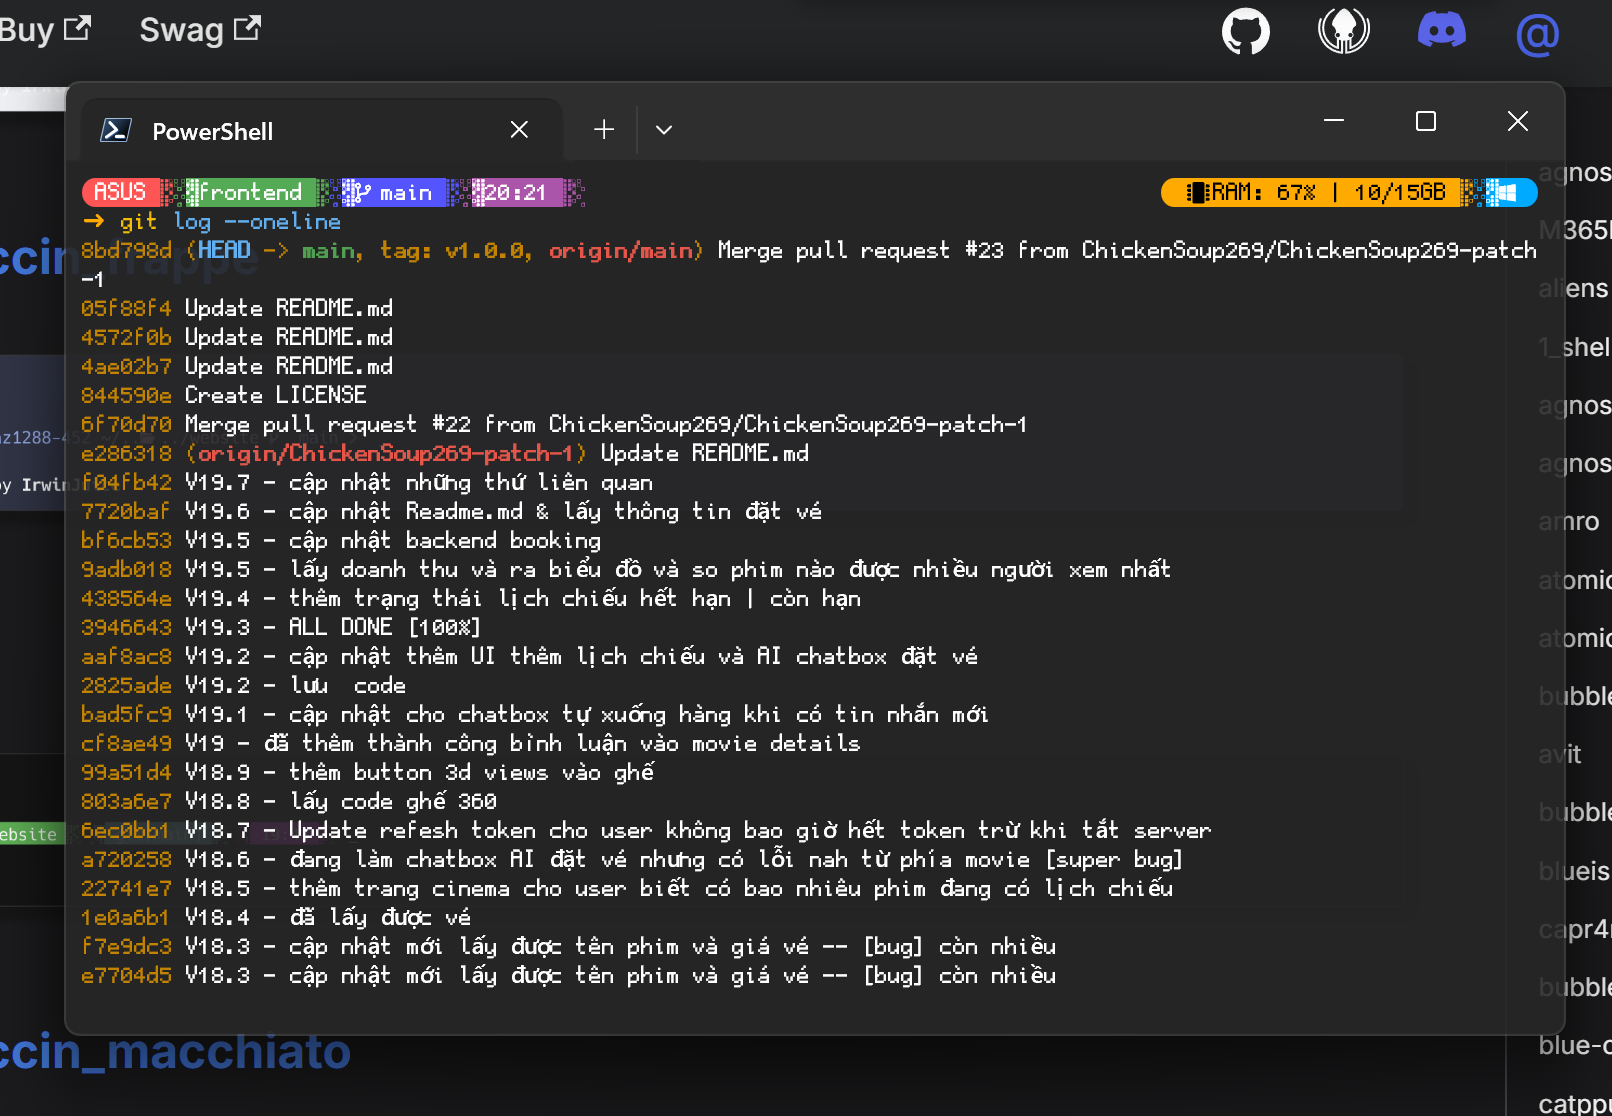 Buy
Swag
PowerShell
ASUS frontend main 20:21 RAM: 67% | 10/15GB
→ git log --oneline
8bd798d (HEAD -> main, tag: v1.0.0, origin/main) Merge pull request #23 from ChickenSoup269/ChickenSoup269-patch
-1
05f88f4 Update README.md
4572f0b Update README.md
4ae02b7 Update README.md
844590e Create LICENSE
6f70d70 Merge pull request #22 from ChickenSoup269/ChickenSoup269-patch-1
e286318 (origin/ChickenSoup269-patch-1) Update README.md
f04fb42 V19.7 - cập nhật những thứ liên quan
7720baf V19.6 - cập nhật Readme.md & lấy thông tin đặt vé
bf6cb53 V19.5 - cập nhật backend booking
9adb018 V19.5 - lấy doanh thu và ra biểu đồ và so phim nào được nhiều người xem nhất
438564e V19.4 - thêm trạng thái lịch chiếu hết hạn | còn hạn
3946643 V19.3 - ALL DONE [100%]
aaf8ac8 V19.2 - cập nhật thêm UI thêm lịch chiếu và AI chatbox đặt vé
2825ade V19.2 - lưu  code
bad5fc9 V19.1 - cập nhật cho chatbox tự xuống hàng khi có tin nhắn mới
cf8ae49 V19 - đã thêm thành công bình luận vào movie details
99a51d4 V18.9 - thêm button 3d views vào ghế
803a6e7 V18.8 - lấy code ghế 360
6ec0bb1 V18.7 - Update refesh token cho user không bao giờ hết token trừ khi tắt server
a720258 V18.6 - đang làm chatbox AI đặt vé nhưng có lỗi nah từ phía movie [super bug]
22741e7 V18.5 - thêm trang cinema cho user biết có bao nhiêu phim đang có lịch chiếu
1e0a6b1 V18.4 - đã lấy được vé
f7e9dc3 V18.3 - cập nhật mới lấy được tên phim và giá vé -- [bug] còn nhiều
e7704d5 V18.3 - cập nhật mới lấy được tên phim và giá vé -- [bug] còn nhiều
ccin_frappe
by IrwinJ
ebsite
ccin_macchiato
agnos
M365
aliens
1_shel
agnos
agnos
amro
atomic
atomic
bubble
avit
bubble
blueis
capr4
bubble
blue-
catpp